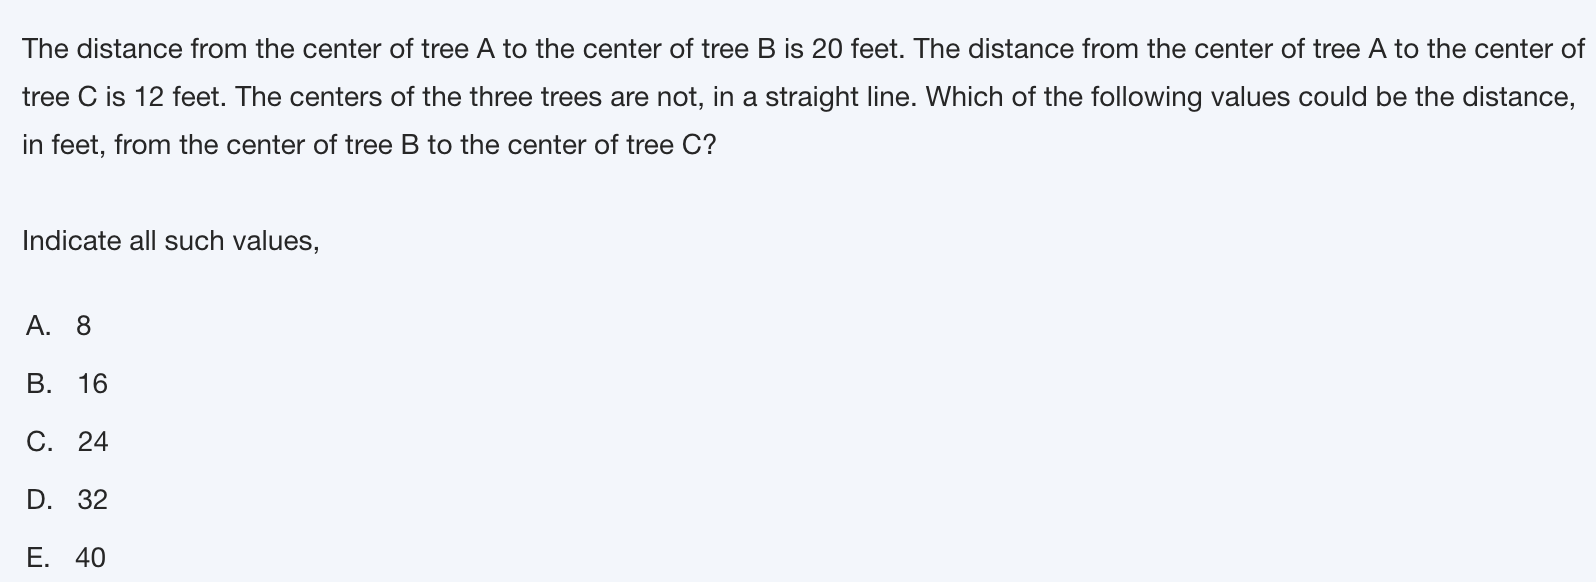 The distance from the center of tree A to the center of tree B is 20 feet. The distance from the center of tree A to the center of
tree C is 12 feet. The centers of the three trees are not, in a straight line. Which of the following values could be the distance,
in feet, from the center of tree B to the center of tree C?
Indicate all such values,
A. 8
B. 16
C. 24
D. 32
E. 40